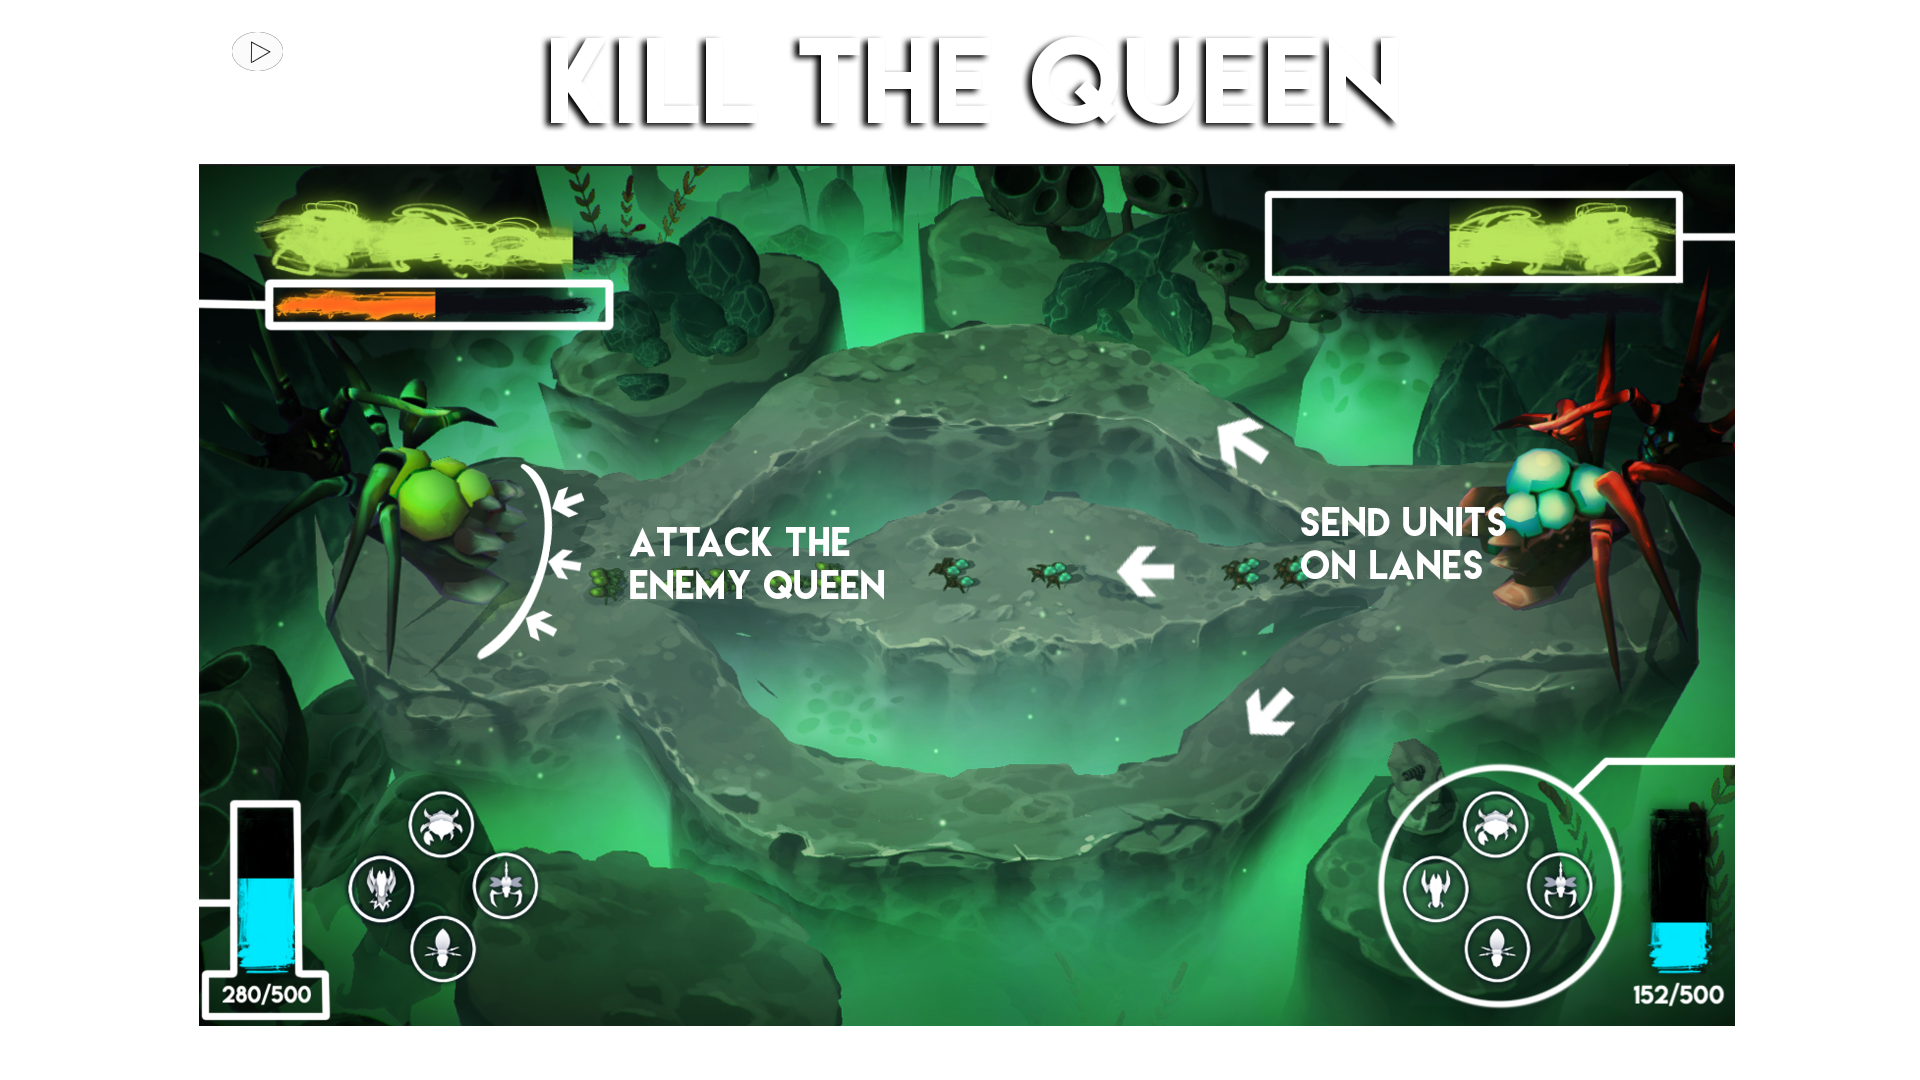 KILL THE QUEEN
ATTACK THE
ENEMY QUEEN
SEND UNITS
ON LANES
280/500
152/500